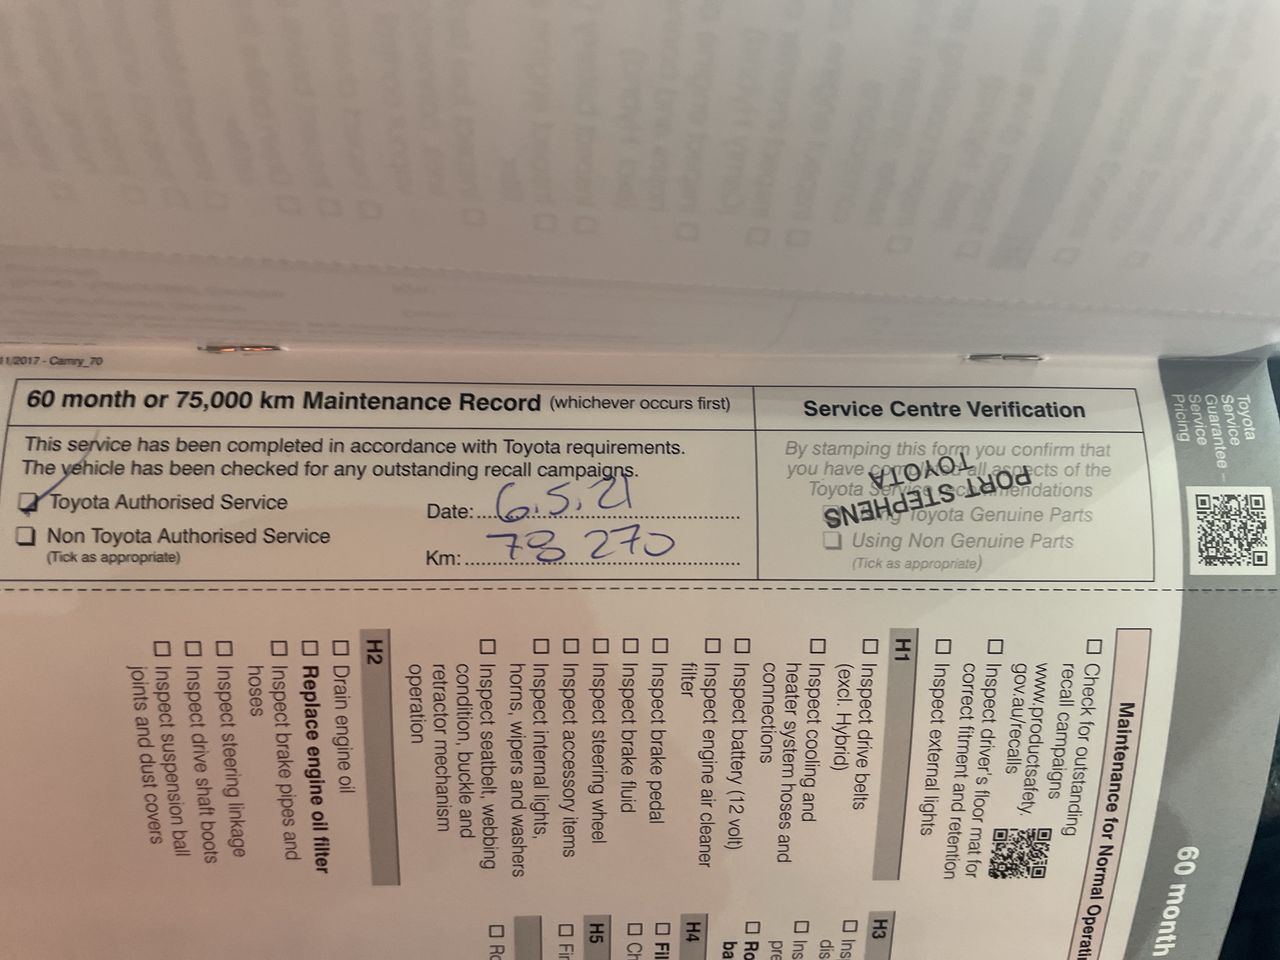 11/2017 - Camry_70
60 month or 75,000 km Maintenance Record (whichever occurs first)
This service has been completed in accordance with Toyota requirements.
The vehicle has been checked for any outstanding recall campaigns.
Toyota Authorised Service
Non Toyota Authorised Service
(Tick as appropriate)
Date: 6.5.21
Km: 78 270
Service Centre Verification
By stamping this form you confirm that
you have all aspects of the
Toyota Service recommendations
Toyota Genuine Parts
Using Non Genuine Parts
(Tick as appropriate)
PORT STEPHENS
TOYOTA
Toyota
Service
Guarantee –
Service
Pricing
60 month
Maintenance for Normal
Check for outstanding
recall campaigns
www.productsafety.
gov.au/recalls
Inspect driver's floor mat for
correct fitment and retention
Inspect external lights
H1
Inspect drive belts
(excl. Hybrid)
Inspect cooling and
heater system hoses and
connections
Inspect battery (12 volt)
Inspect engine air cleaner
filter
Inspect brake pedal
Inspect brake fluid
Inspect steering wheel
Inspect accessory items
Inspect internal lights,
horns, wipers and washers
Inspect seatbelt, webbing
condition, buckle and
retractor mechanism
operation
H2
Drain engine oil
Replace engine oil filter
Inspect brake pipes and
hoses
Inspect steering linkage
Inspect drive shaft boots
Inspect suspension ball
joints and dust covers
H3
H4
H5